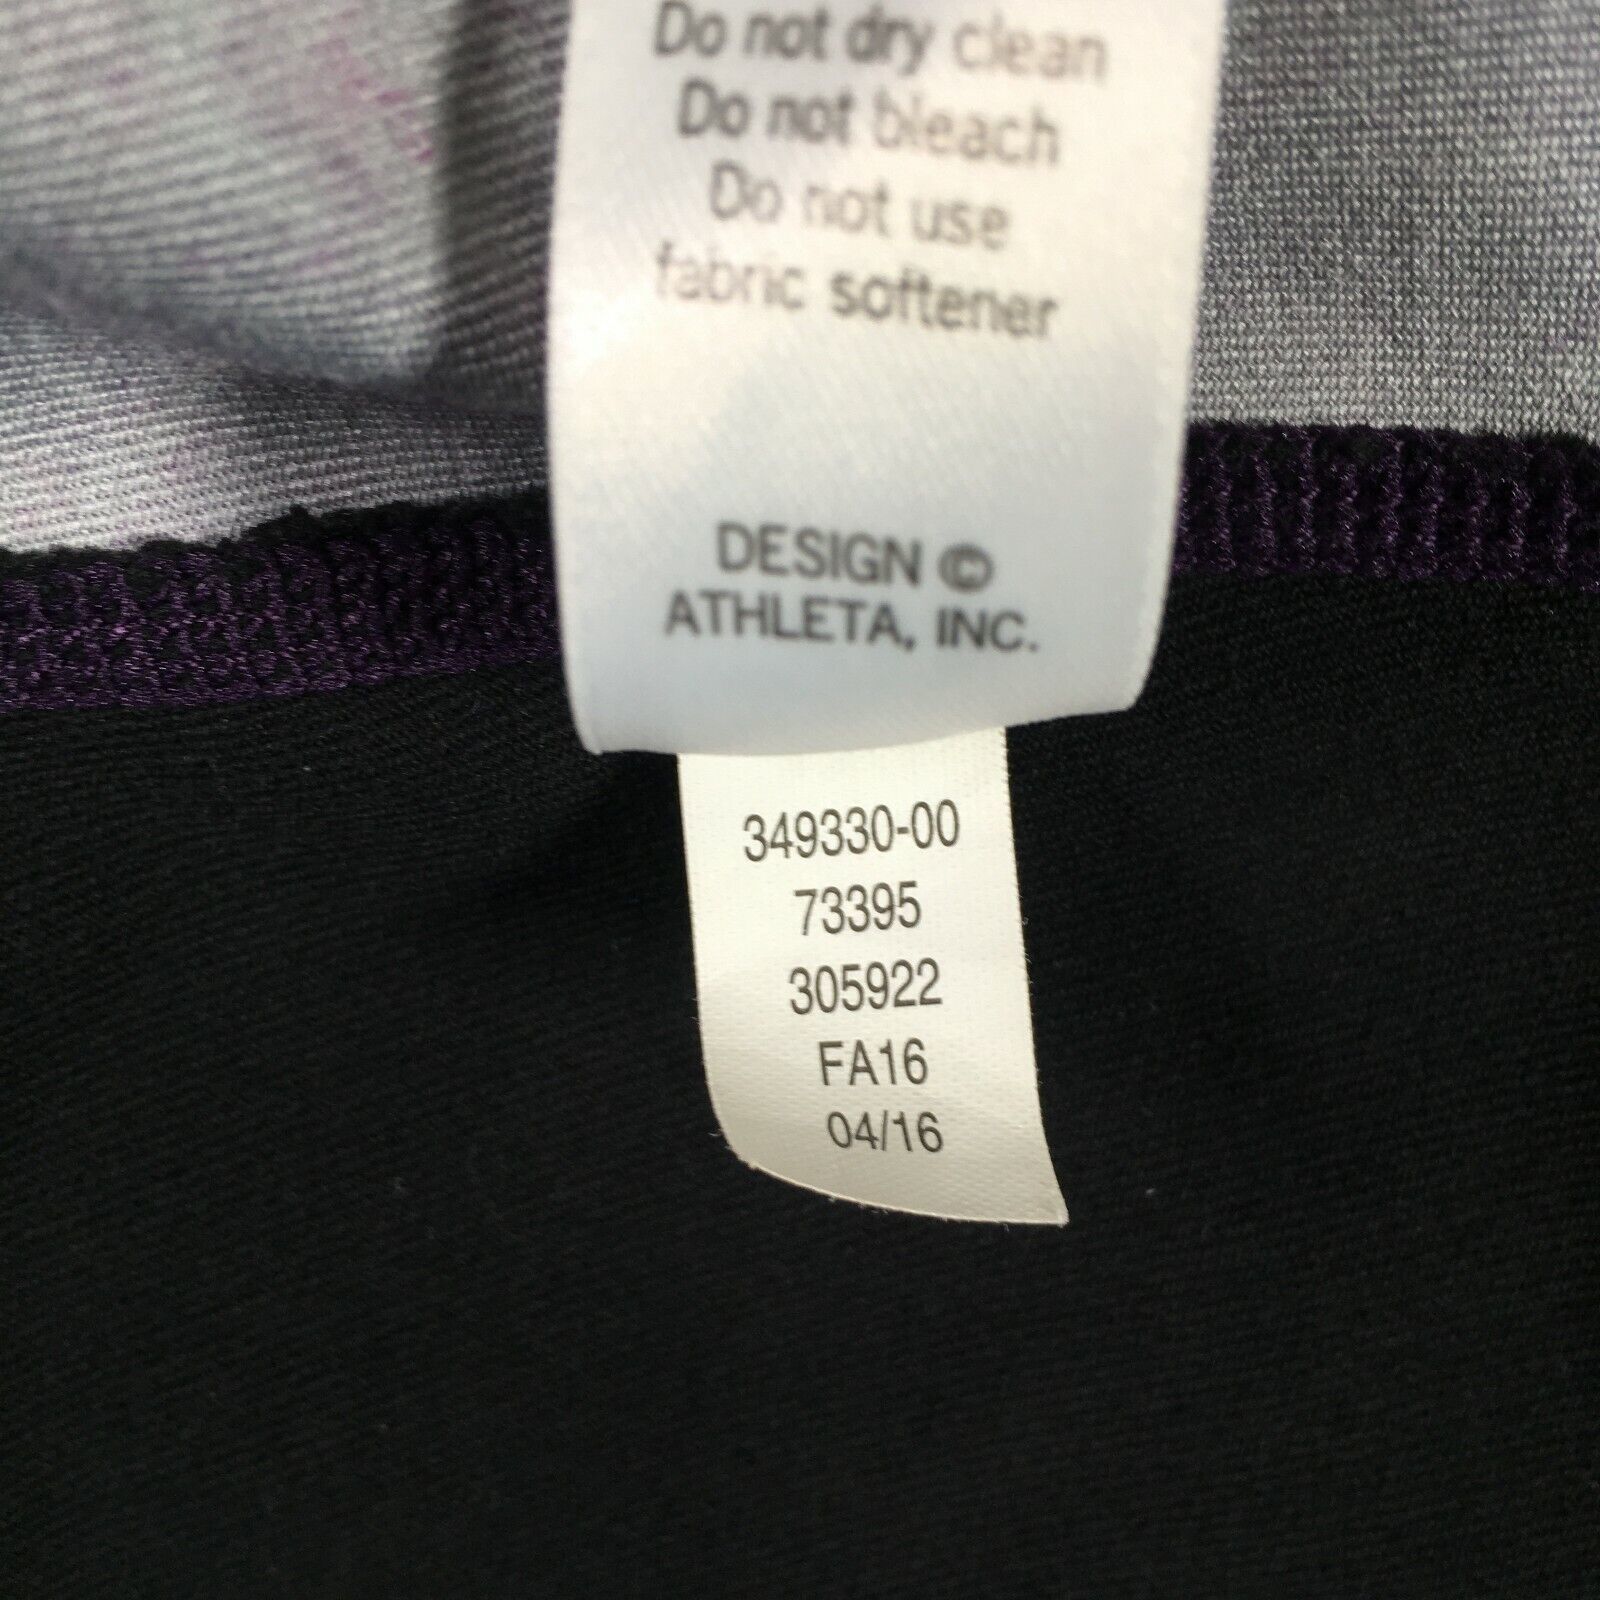 Do not dry clean
Do not bleach
Do not use
fabric softener
DESIGN ©
ATHLETA, INC.
349330-00
73395
305922
FA16
04/16